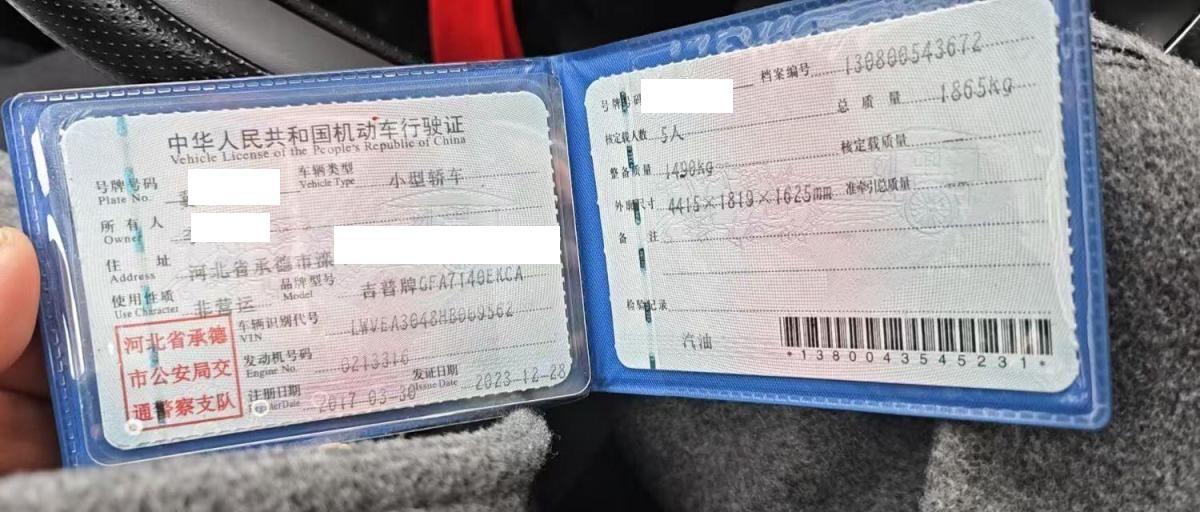 中华人民共和国机动车行驶证
Vehicle License of the People's Republic of China
号牌号码
Plate No.
车辆类型
Vehicle Type
小型轿车
所有人
Owner
住址
Address
河北省承德市滦
使用性质
Use Character
非营运
品牌型号
Model
吉普牌GFA7140EKCA
车辆识别代号
VIN
LWVEA3048HB069562
发动机号码
Engine No.
0213316
注册日期
2017-03-30
发证日期
Issue Date
2023-12-28
河北省承德
市公安局交
通警察支队
号牌号码
档案编号
130800543672
核定载人数
5人
总质量
1865kg
整备质量
1490kg
核定载质量
外廓尺寸
4415×1819×1625mm
准牵引总质量
备注
检验记录
汽油
*1380043545231*